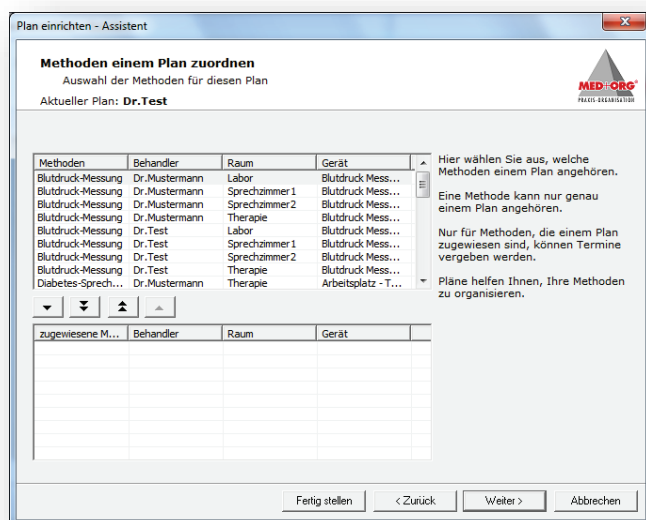 Plan einrichten - Assistent
Methoden einem Plan zuordnen
Auswahl der Methoden für diesen Plan
Aktueller Plan: Dr.Test
MED+ORG®
PRAXIS-ORGANISATION
Methoden Behandler Raum Gerät
Blutdruck-Messung Dr.Mustermann Labor Blutdruck Mess...
Blutdruck-Messung Dr.Mustermann Sprechzimmer1 Blutdruck Mess...
Blutdruck-Messung Dr.Mustermann Sprechzimmer2 Blutdruck Mess...
Blutdruck-Messung Dr.Mustermann Therapie Blutdruck Mess...
Blutdruck-Messung Dr.Test Labor Blutdruck Mess...
Blutdruck-Messung Dr.Test Sprechzimmer1 Blutdruck Mess...
Blutdruck-Messung Dr.Test Sprechzimmer2 Blutdruck Mess...
Blutdruck-Messung Dr.Test Therapie Blutdruck Mess...
Diabetes-Sprech... Dr.Mustermann Therapie Arbeitsplatz - T...
Hier wählen Sie aus, welche
Methoden einem Plan angehören.
Eine Methode kann nur genau
einem Plan angehören.
Nur für Methoden, die einem Plan
zugewiesen sind, können Termine
vergeben werden.
Pläne helfen Ihnen, Ihre Methoden
zu organisieren.
zugewiesene M... Behandler Raum Gerät
Fertig stellen < Zurück Weiter > Abbrechen